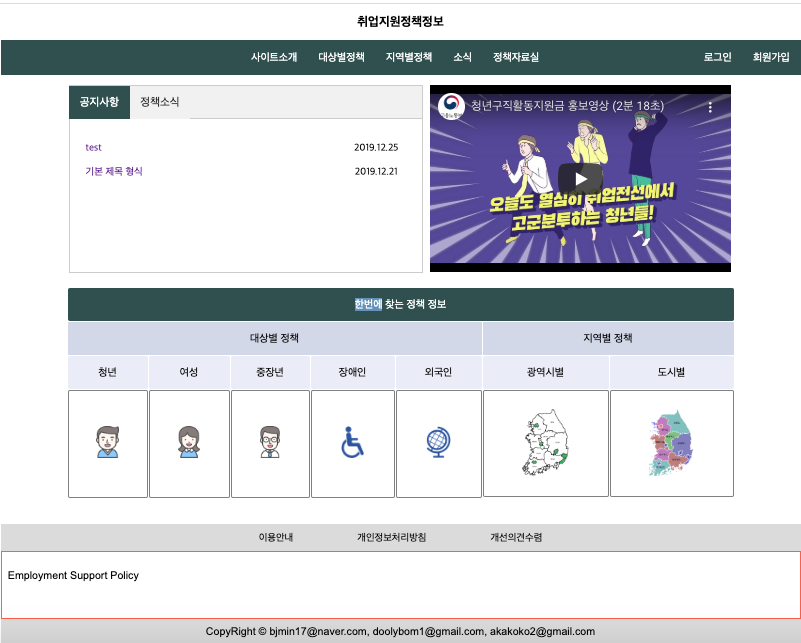 취업지원정책정보
사이트소개 대상별정책 지역별정책 소식 정책자료실 로그인 회원가입
공지사항 정책소식
test 2019.12.25
기본 제목 형식 2019.12.21
청년구직활동지원금 홍보영상 (2분 18초)
오늘도 열심히 취업전선에서
고군분투하는 청년들!
한번에 찾는 정책 정보
대상별 정책 지역별 정책
청년 여성 중장년 장애인 외국인 광역시별 도시별
이용안내 개인정보처리방침 개선의견수렴
Employment Support Policy
CopyRight © bjmin17@naver.com, doolybom1@gmail.com, akakoko2@gmail.com